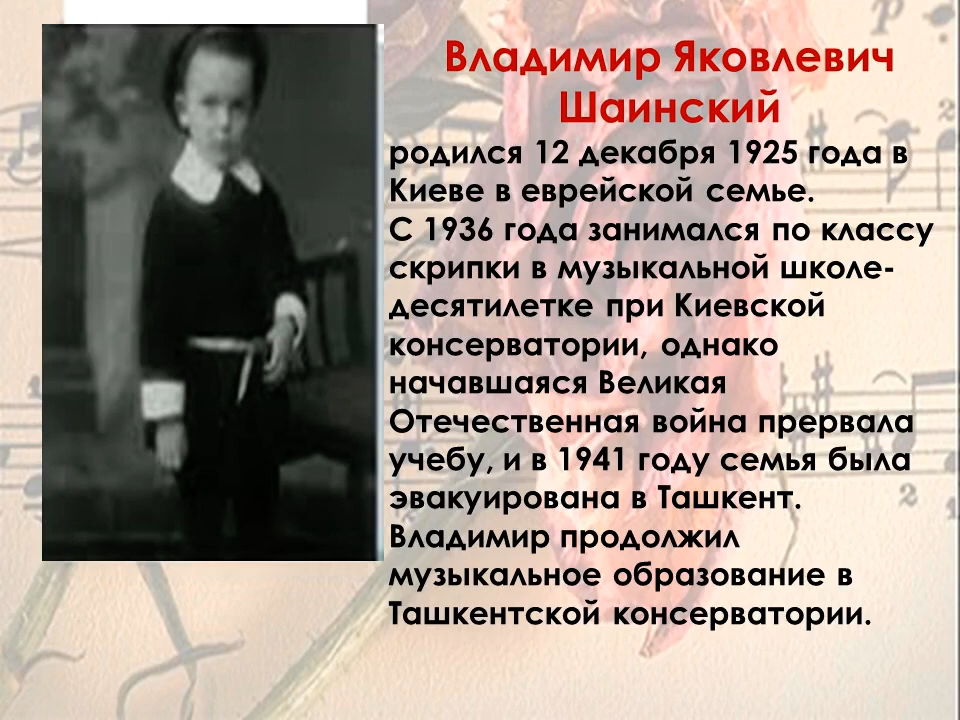 Владимир Яковлевич
Шаинский
родился 12 декабря 1925 года в
Киеве в еврейской семье.
С 1936 года занимался по классу
скрипки в музыкальной школе-
десятилетке при Киевской
консерватории, однако
начавшаяся Великая
Отечественная война прервала
учебу, и в 1941 году семья была
эвакуирована в Ташкент.
Владимир продолжил
музыкальное образование в
Ташкентской консерватории.